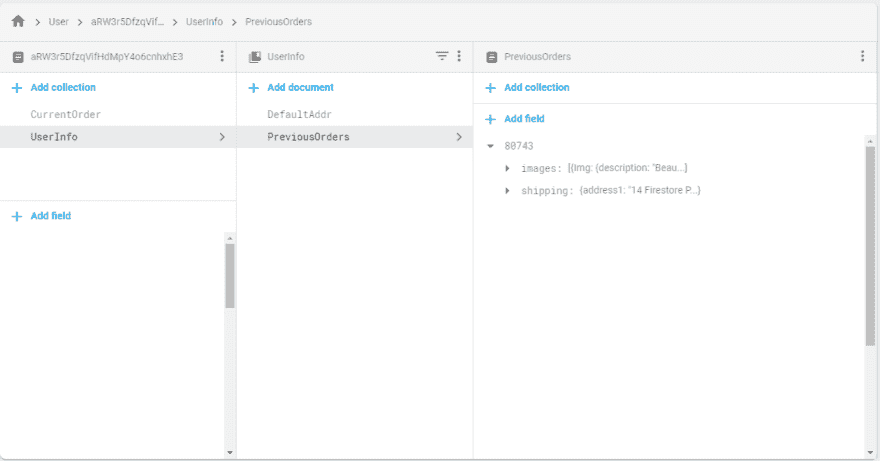 User aRW3r5DfzqVif... UserInfo PreviousOrders
aRW3r5DfzqVifHdMpY4o6cnhxhE3
Add collection
CurrentOrder
UserInfo
Add field
UserInfo
Add document
DefaultAddr
PreviousOrders
PreviousOrders
Add collection
Add field
80743
images: [{Img: {description: "Beau...]
shipping: {address1: "14 Firestore P...}